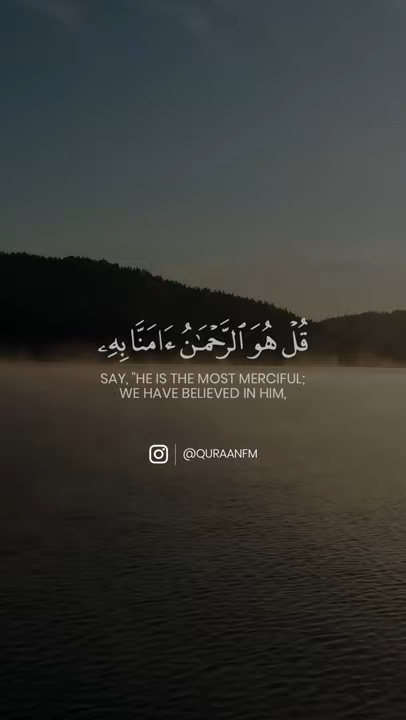 قُلْ هُوَ ٱلرَّحْمَـٰنُ ءَامَنَّا بِهِۦ
SAY, "HE IS THE MOST MERCIFUL;
WE HAVE BELIEVED IN HIM,
@QURAANFM